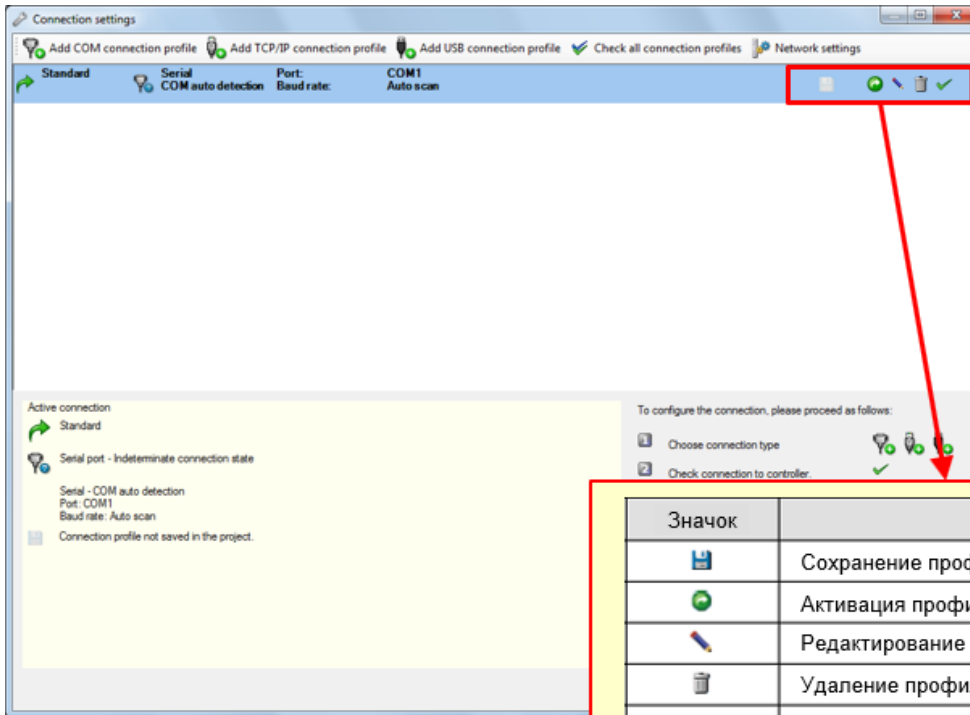 Connection settings
Add COM connection profile Add TCP/IP connection profile Add USB connection profile Check all connection profiles Network settings
Standard Serial Port: COM1
COM auto detection Baud rate: Auto scan
Active connection
Standard
Serial port - Indeterminate connection state
Serial - COM auto detection
Port: COM1
Baud rate: Auto scan
Connection profile not saved in the project.
To configure the connection, please proceed as follows:
1 Choose connection type
2 Check connection to controller.
Значок
Сохранение
Активация
Редактирование
Удаление